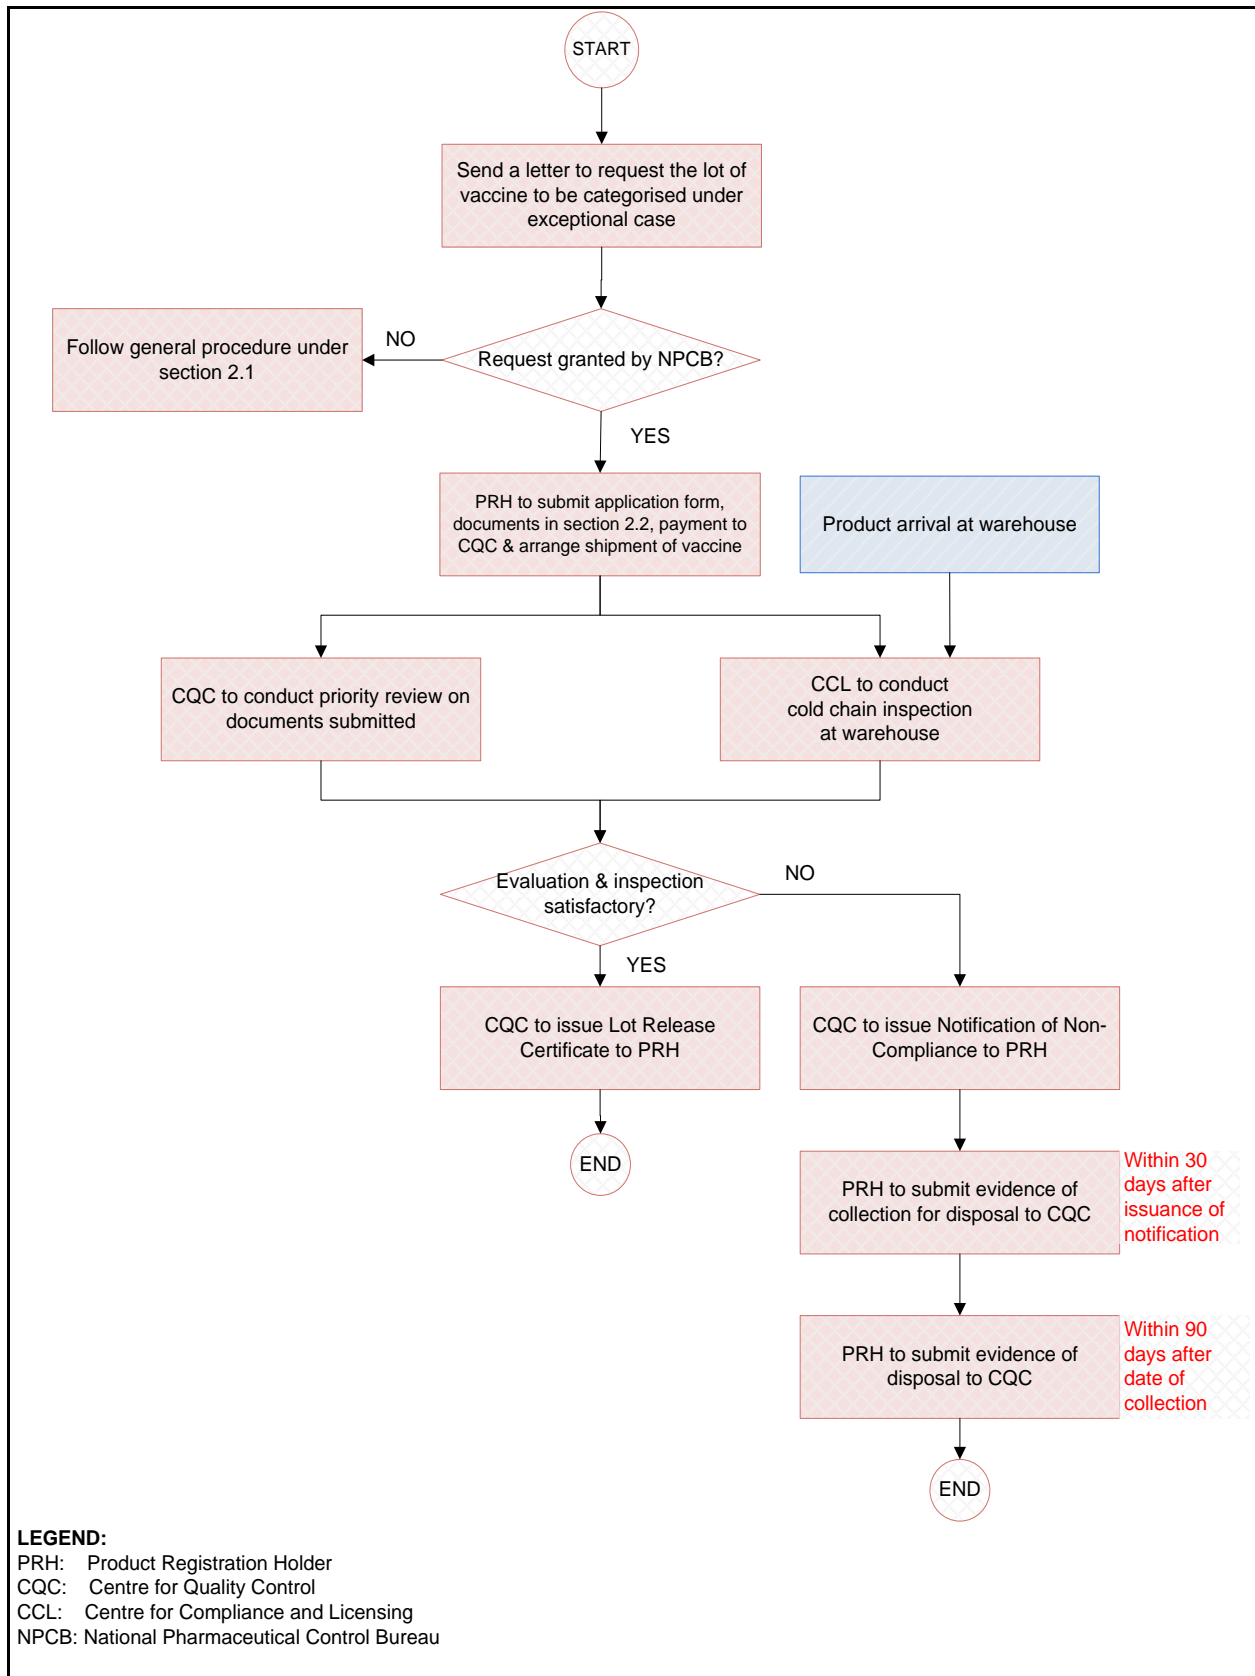 START
Send a letter to request the lot of
vaccine to be categorised under
exceptional case
Request granted by NPCB?
NO
Follow general procedure under
section 2.1
YES
PRH to submit application form,
documents in section 2.2, payment to
CQC & arrange shipment of vaccine
Product arrival at warehouse
CQC to conduct priority review on
documents submitted
CCL to conduct
cold chain inspection
at warehouse
Evaluation & inspection
satisfactory?
NO
YES
CQC to issue Lot Release
Certificate to PRH
END
CQC to issue Notification of Non-
Compliance to PRH
PRH to submit evidence of
collection for disposal to CQC
Within 30
days after
issuance of
notification
PRH to submit evidence of
disposal to CQC
Within 90
days after
date of
collection
END
LEGEND:
PRH: Product Registration Holder
CQC: Centre for Quality Control
CCL: Centre for Compliance and Licensing
NPCB: National Pharmaceutical Control Bureau